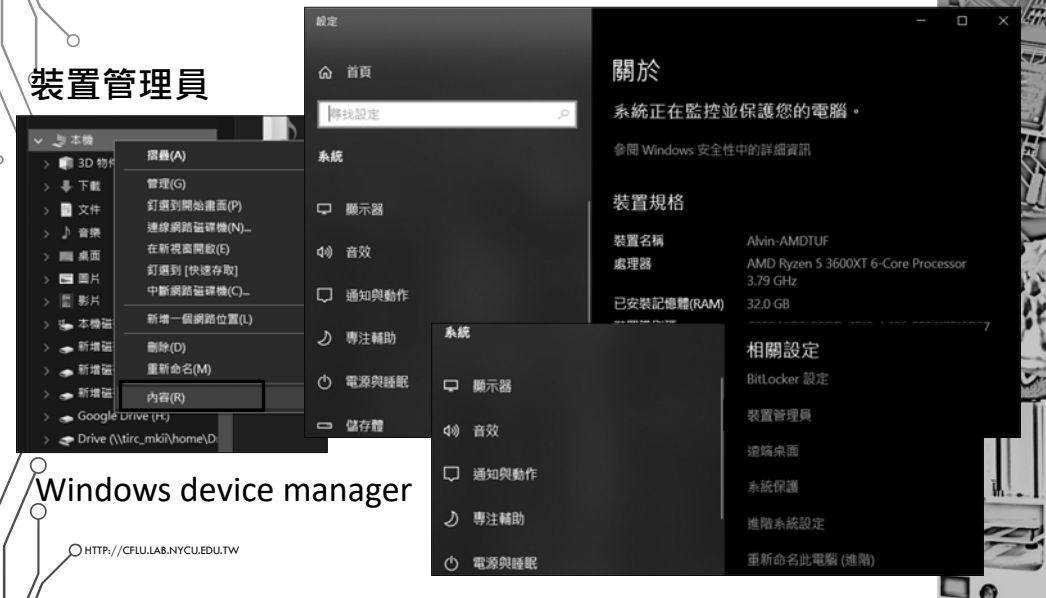 裝置管理員
本機
3D 物件
下載
文件
音樂
桌面
圖片
影片
本機磁
新增磁
新增磁
新增磁
Google Drive (H:)
Drive (\\tirc_mkii\home\D
摺疊(A)
管理(G)
釘選到開始畫面(P)
連線網路磁碟機(N)...
在新視窗開啟(E)
釘選到 [快速存取]
中斷網路磁碟機(C)...
新增一個網路位置(L)
刪除(D)
重新命名(M)
內容(R)
設定
首頁
尋找設定
系統
顯示器
音效
通知與動作
專注輔助
電源與睡眠
儲存體
關於
系統正在監控並保護您的電腦。
參閱 Windows 安全性中的詳細資訊
裝置規格
裝置名稱 Alvin-AMDTUF
處理器 AMD Ryzen 5 3600XT 6-Core Processor
3.79 GHz
已安裝記憶體(RAM) 32.0 GB
系統
顯示器
音效
通知與動作
專注輔助
電源與睡眠
相關設定
BitLocker 設定
裝置管理員
遠端桌面
系統保護
進階系統設定
重新命名此電腦 (進階)
Windows device manager
HTTP://CFLU.LAB.NYCU.EDU.TW